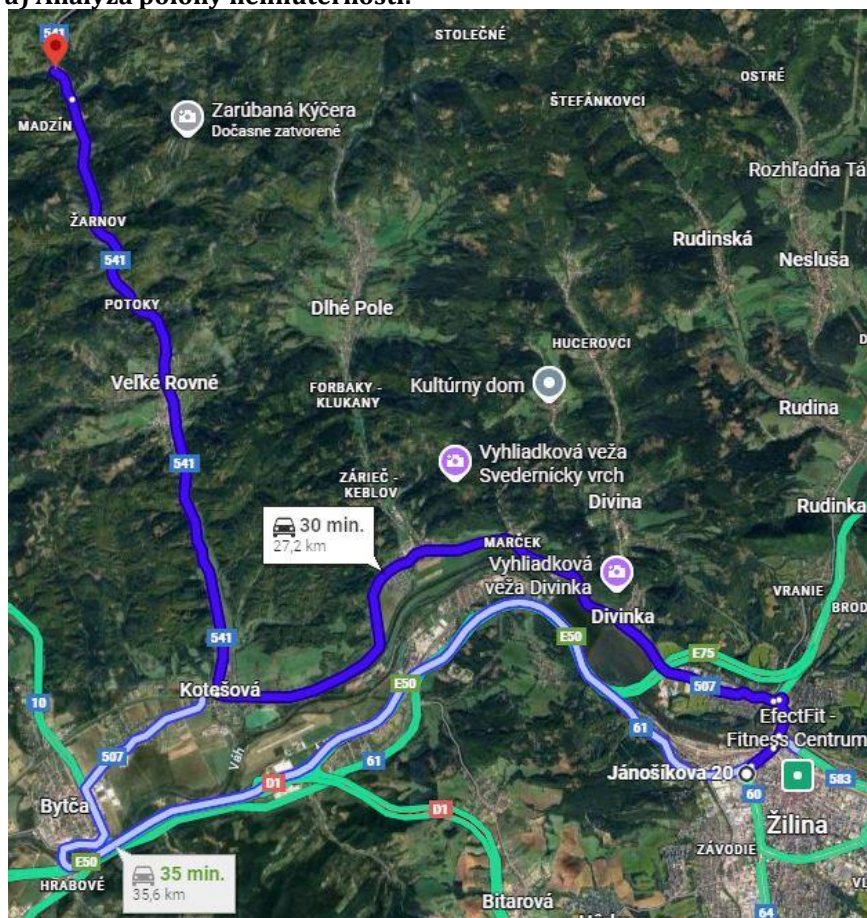 a) Analýza polohy nehnuteľností:
541
STOLEČNÉ
OSTRÉ
ŠTEFÁNKOVCI
Zarúbaná Kýčera
Dočasne zatvorené
MADZÍN
Rozhľadňa Tá
ŽARNOV
541
Rudinská
Nesluša
POTOKY
Dlhé Pole
HUCEROVCI
Veľké Rovné
FORBAKY -
KLUKANY
Kultúrny dom
Rudina
541
Vyhliadková veža
Svedernícky vrch
ZÁRIEČ -
KEBLOV
Divina
Rudinka
30 min.
27,2 km
MARČEK
Vyhliadková
veža Divinka
VRANIE
BROD
Divinka
541
E50
E75
Kotešová
E50
507
10
EfectFit -
Fitness Centrum
507
61
61
Váh
Jánošíkova 20
583
D1
60
Bytča
D1
Žilina
ZÁVODIE
E50
HRABOVÉ
35 min.
35,6 km
Bitarová
64